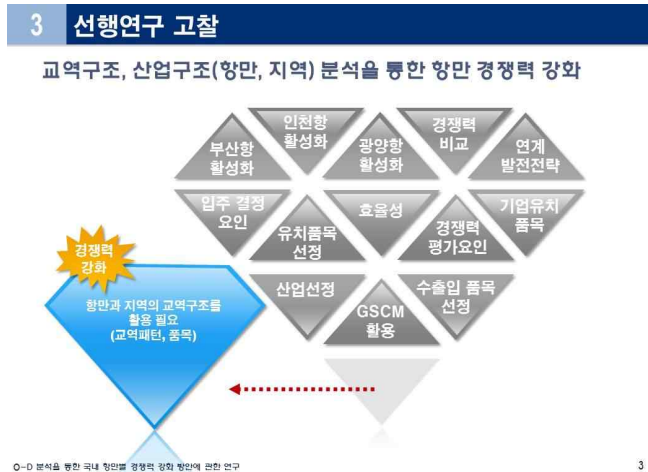 3 선행연구 고찰
교역구조, 산업구조(항만, 지역) 분석을 통한 항만 경쟁력 강화
부산항
활성화
인천항
활성화
광양항
활성화
경쟁력
비교
연계
발전전략
입주 결정
요인
유치품목
선정
효율성
경쟁력
평가요인
기업유치
품목
산업선정
GSCM
활용
수출입 품목
선정
경쟁력
강화
항만과 지역의 교역구조를
활용 필요
(교역패턴, 품목)
O-D 분석을 통한 국내 항만별 경쟁력 강화 방안에 관한 연구
3